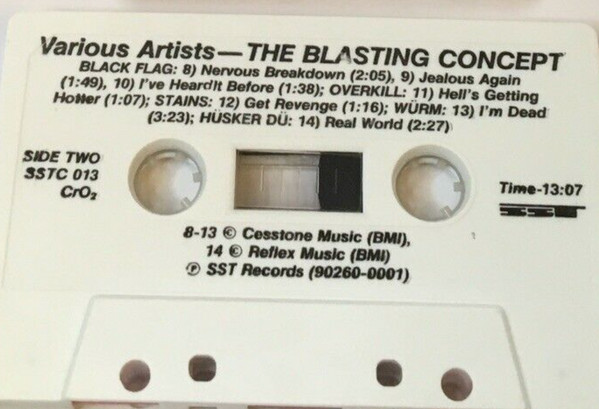 Various Artists—THE BLASTING CONCEPT
BLACK FLAG: 8) Nervous Breakdown (2:05), 9) Jealous Again
(1:49), 10) I've HeardIt Before (1:38); OVERKILL: 11) Hell's Getting
Hotter (1:07); STAINS: 12) Get Revenge (1:16); WÜRM: 13) I'm Dead
(3:23); HÜSKER DÜ: 14) Real World (2:27)
SIDE TWO
SSTC 013
CrO₂
Time-13:07
SST
8-13 © Cesstone Music (BMI),
14 © Reflex Music (BMI)
℗ SST Records (90260-0001)